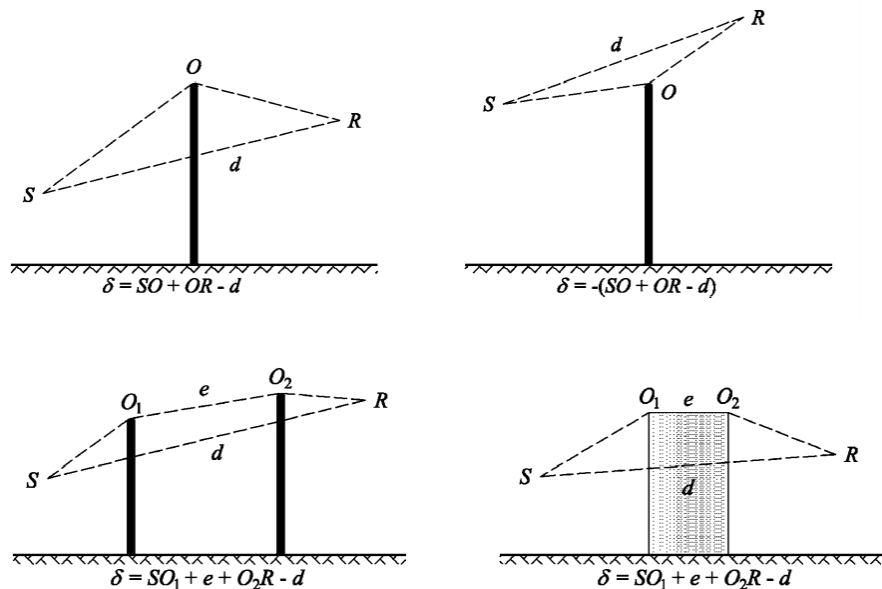 O
S
R
d
δ = SO + OR - d
d
R
S
O
δ = -(SO + OR - d)
O₁
e
O₂
R
S
d
δ = SO₁ + e + O₂R - d
O₁ e O₂
S
R
d
δ = SO₁ + e + O₂R - d